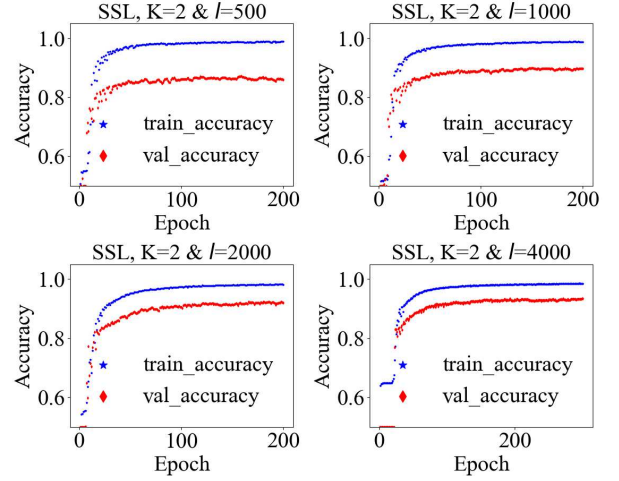 SSL, K=2 & l=500
Accuracy
1.0
0.8
0.6
train_accuracy
val_accuracy
0
100
200
Epoch
SSL, K=2 & l=1000
Accuracy
1.0
0.8
0.6
train_accuracy
val_accuracy
0
100
200
Epoch
SSL, K=2 & l=2000
Accuracy
1.0
0.8
0.6
train_accuracy
val_accuracy
0
100
200
Epoch
SSL, K=2 & l=4000
Accuracy
1.0
0.8
0.6
train_accuracy
val_accuracy
0
200
Epoch